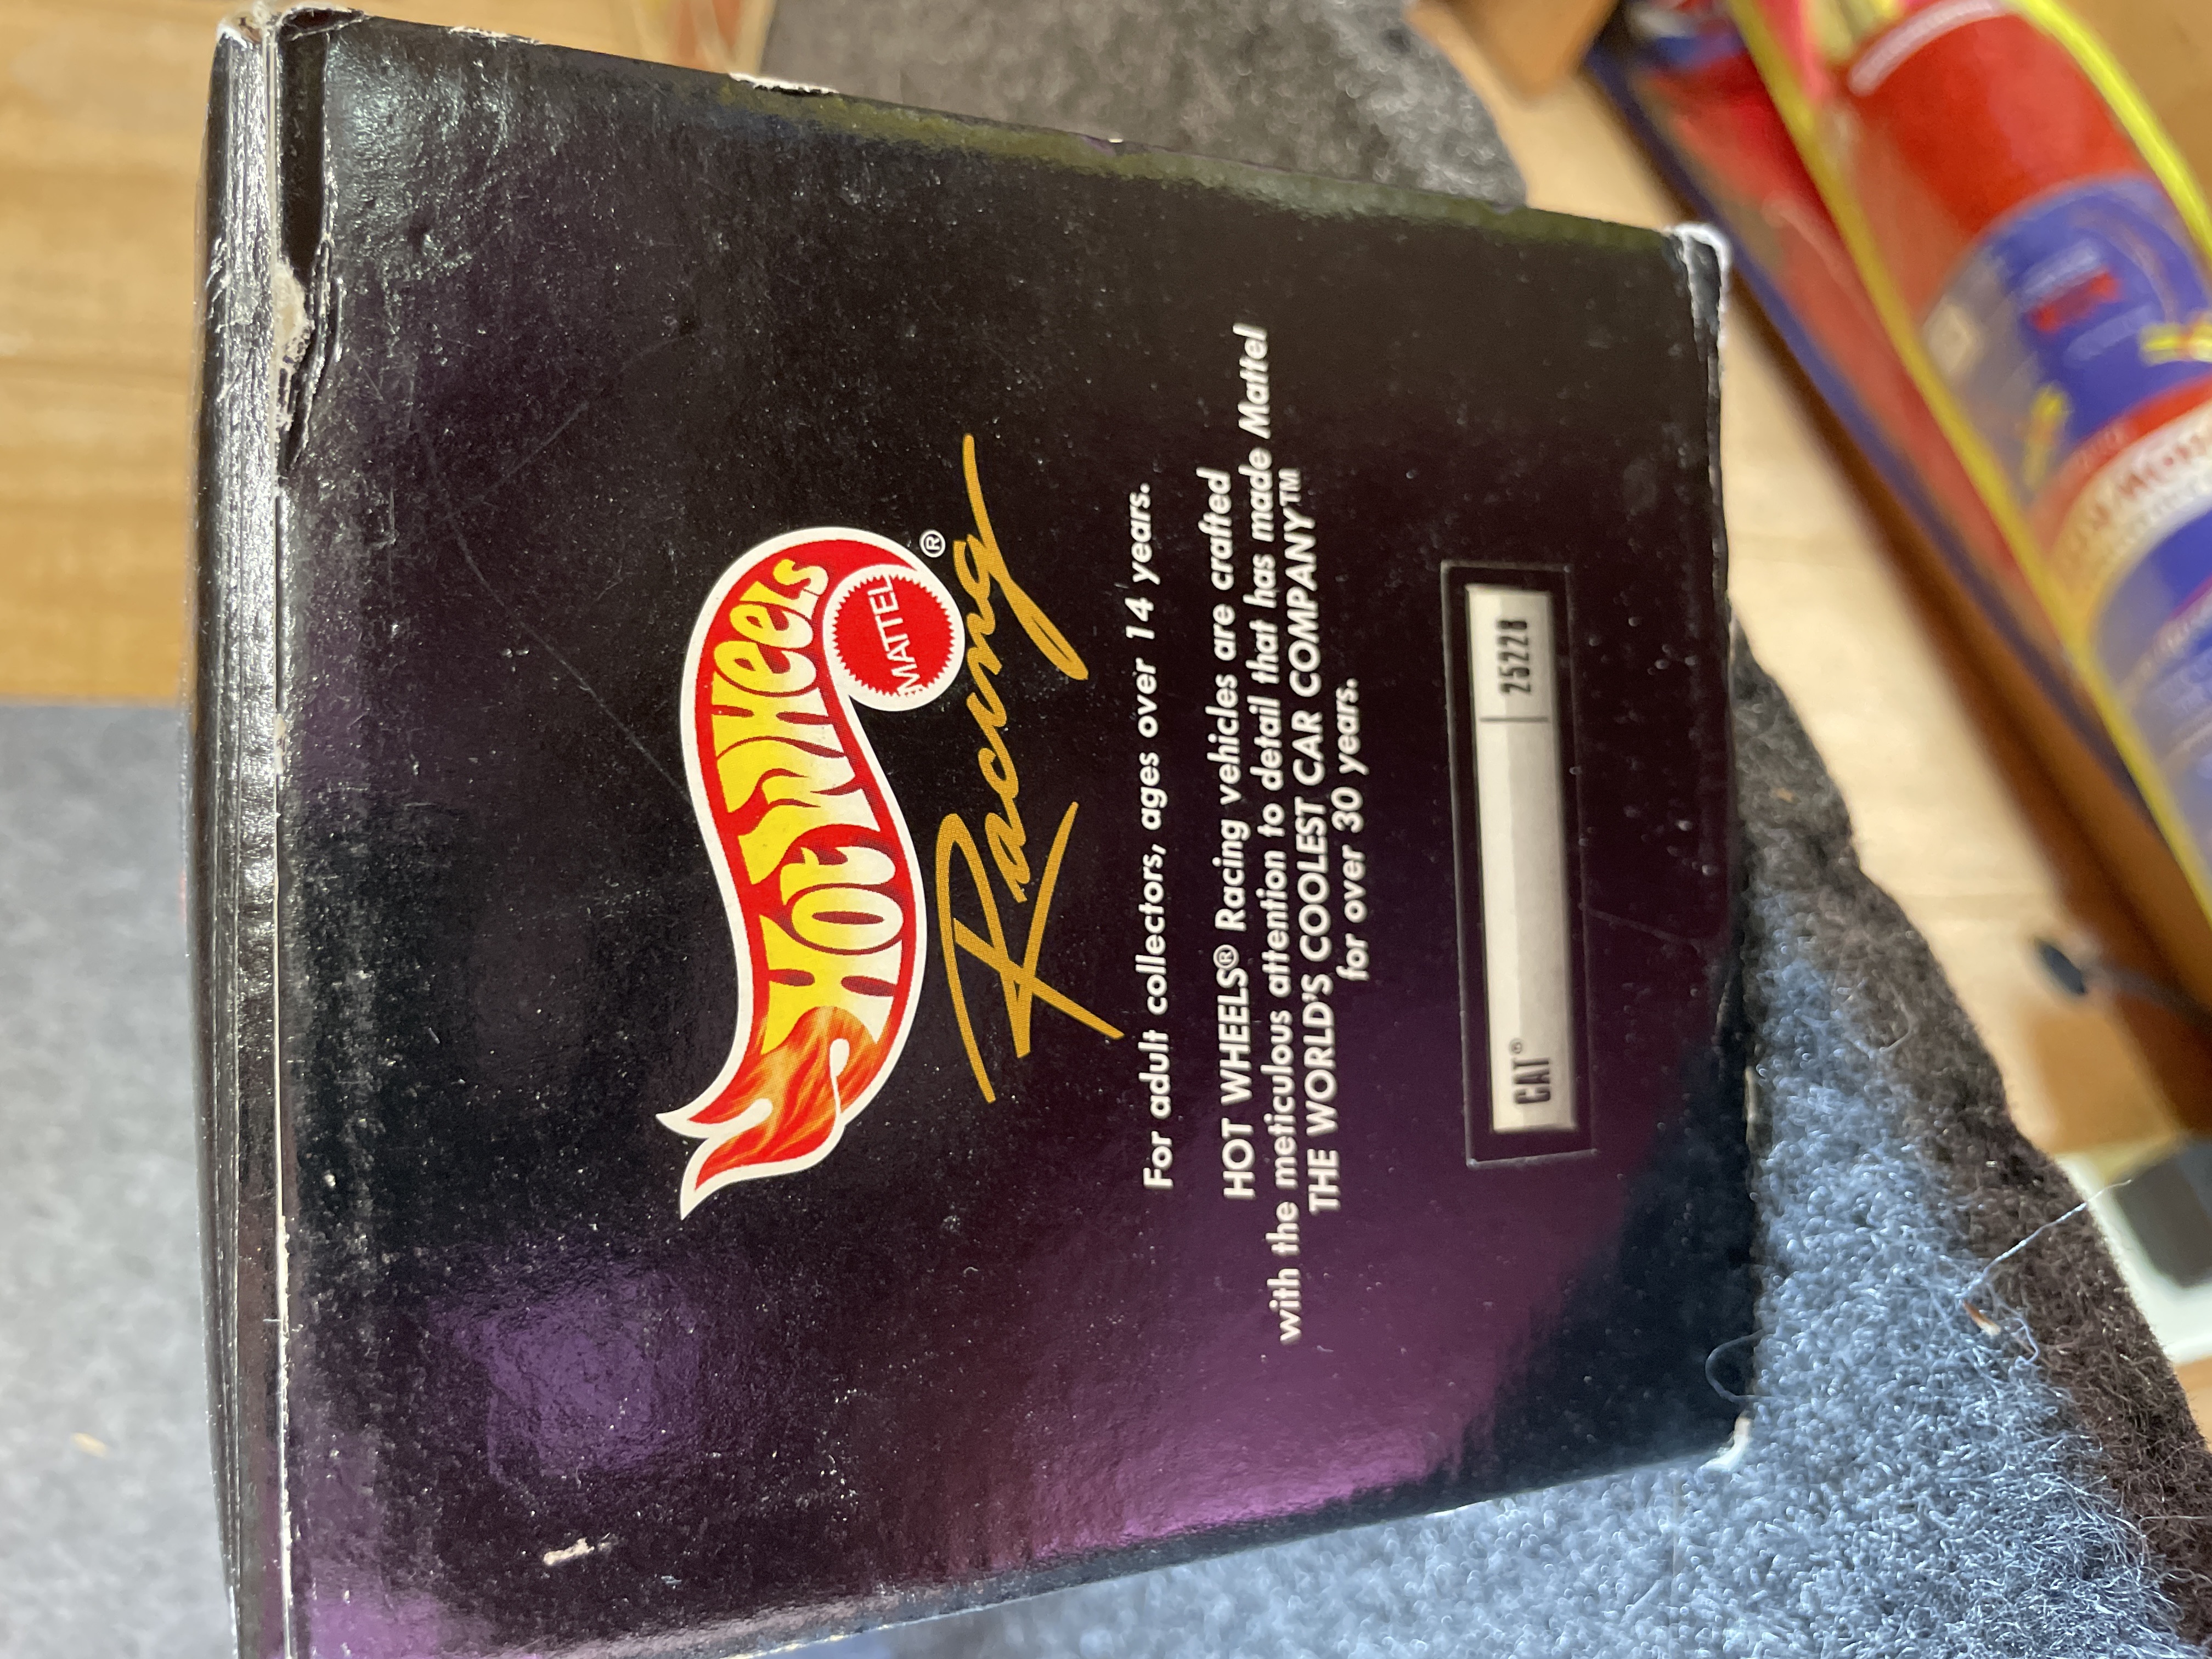 HOT WHEELS
®
MATTEL
Racing
For adult collectors, ages over 14 years.
HOT WHEELS® Racing vehicles are crafted
with the meticulous attention to detail that has made Mattel
THE WORLD'S COOLEST CAR COMPANY™
for over 30 years.
CAT® 25228